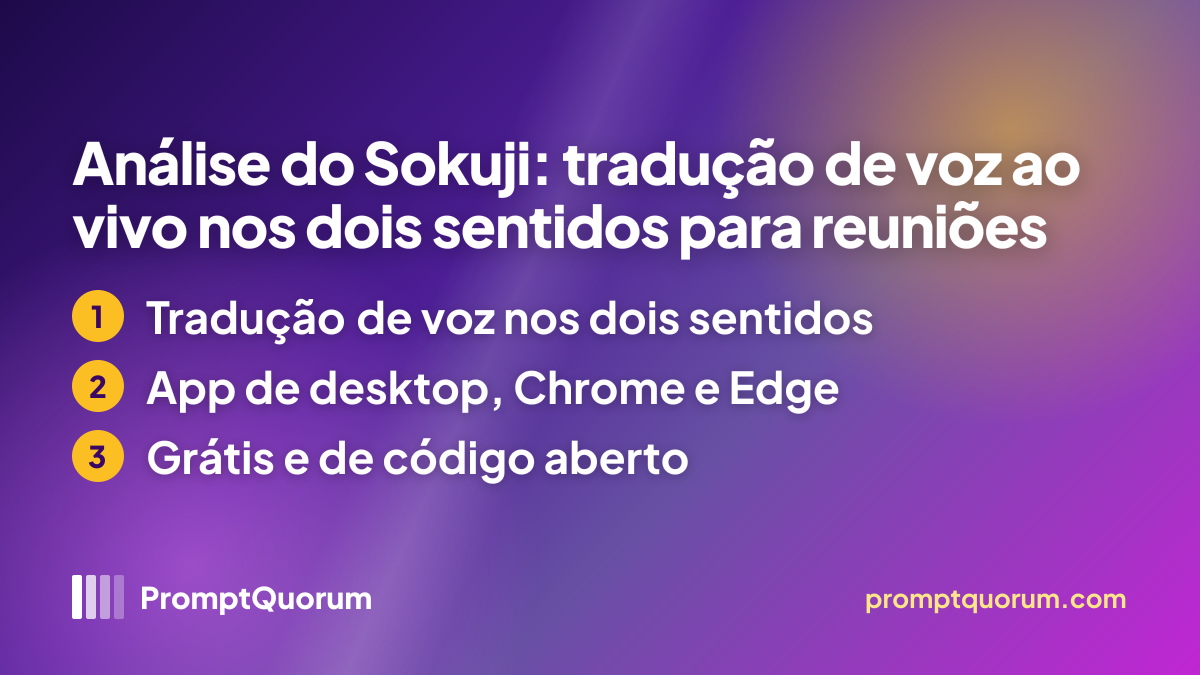 Análise do Sokuji: tradução de voz ao
vivo nos dois sentidos para reuniões
1 Tradução de voz nos dois sentidos
2 App de desktop, Chrome e Edge
3 Grátis e de código aberto
PromptQuorum
promptquorum.com